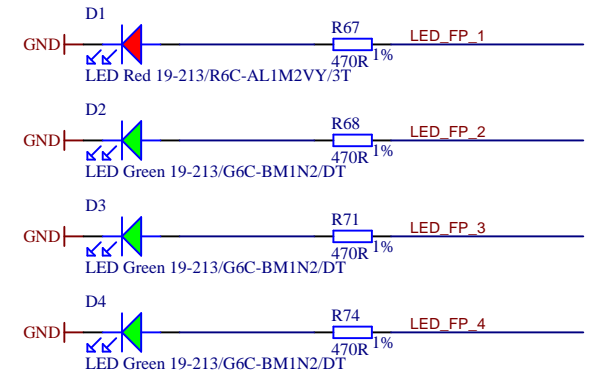 D1
R67
LED_FP_1
GND
470R 1%
LED Red 19-213/R6C-AL1M2VY/3T
D2
R68
LED_FP_2
GND
470R 1%
LED Green 19-213/G6C-BM1N2/DT
D3
R71
LED_FP_3
GND
470R 1%
LED Green 19-213/G6C-BM1N2/DT
D4
R74
LED_FP_4
GND
470R 1%
LED Green 19-213/G6C-BM1N2/DT